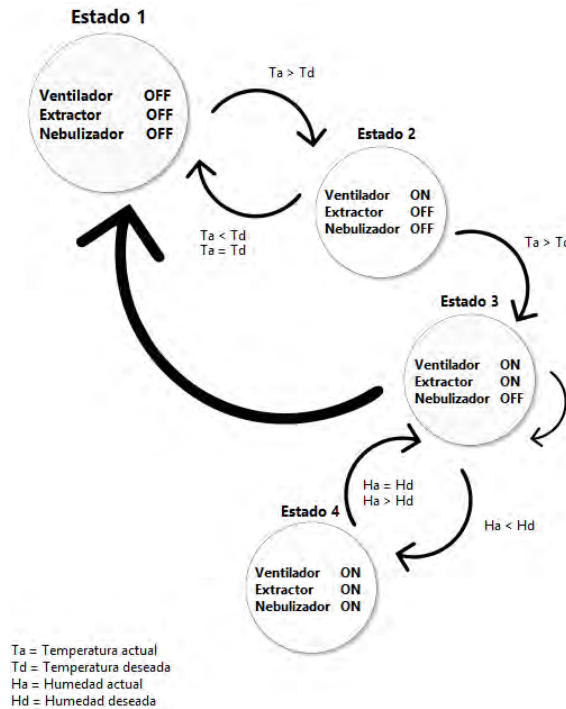 Estado 1
Ventilador OFF
Extractor OFF
Nebulizador OFF
Ta > Td
Estado 2
Ventilador ON
Extractor OFF
Nebulizador OFF
Ta < Td
Ta = Td
Ta > Td
Estado 3
Ventilador ON
Extractor ON
Nebulizador OFF
Ha = Hd
Ha > Hd
Ha < Hd
Estado 4
Ventilador ON
Extractor ON
Nebulizador ON
Ta = Temperatura actual
Td = Temperatura deseada
Ha = Humedad actual
Hd = Humedad deseada